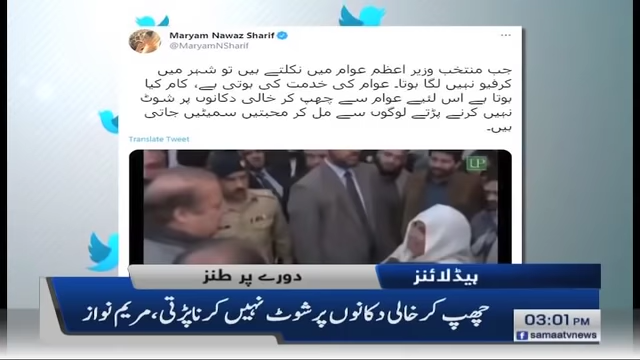 Maryam Nawaz Sharif
@MaryamNSharif
جب منتخب وزیر اعظم عوام میں نکلتے ہیں تو شہر میں
کرفیو نہیں لگا ہوتا۔ عوام کی خدمت کی ہوتی ہے، کام کیا
ہوتا ہے اس لئیے عوام سے چھپ کر خالی دکانوں پر شوٹ
نہیں کرنے پڑتے لوگوں سے مل کر محبتیں سمیٹیں جاتی
ہیں۔
Translate Tweet
LP
ہیڈلائنز
دورے پر طنز
چھپ کر خالی دکانوں پر شوٹ نہیں کرنا پڑتی، مریم نواز
03:01 PM
samaatvnews